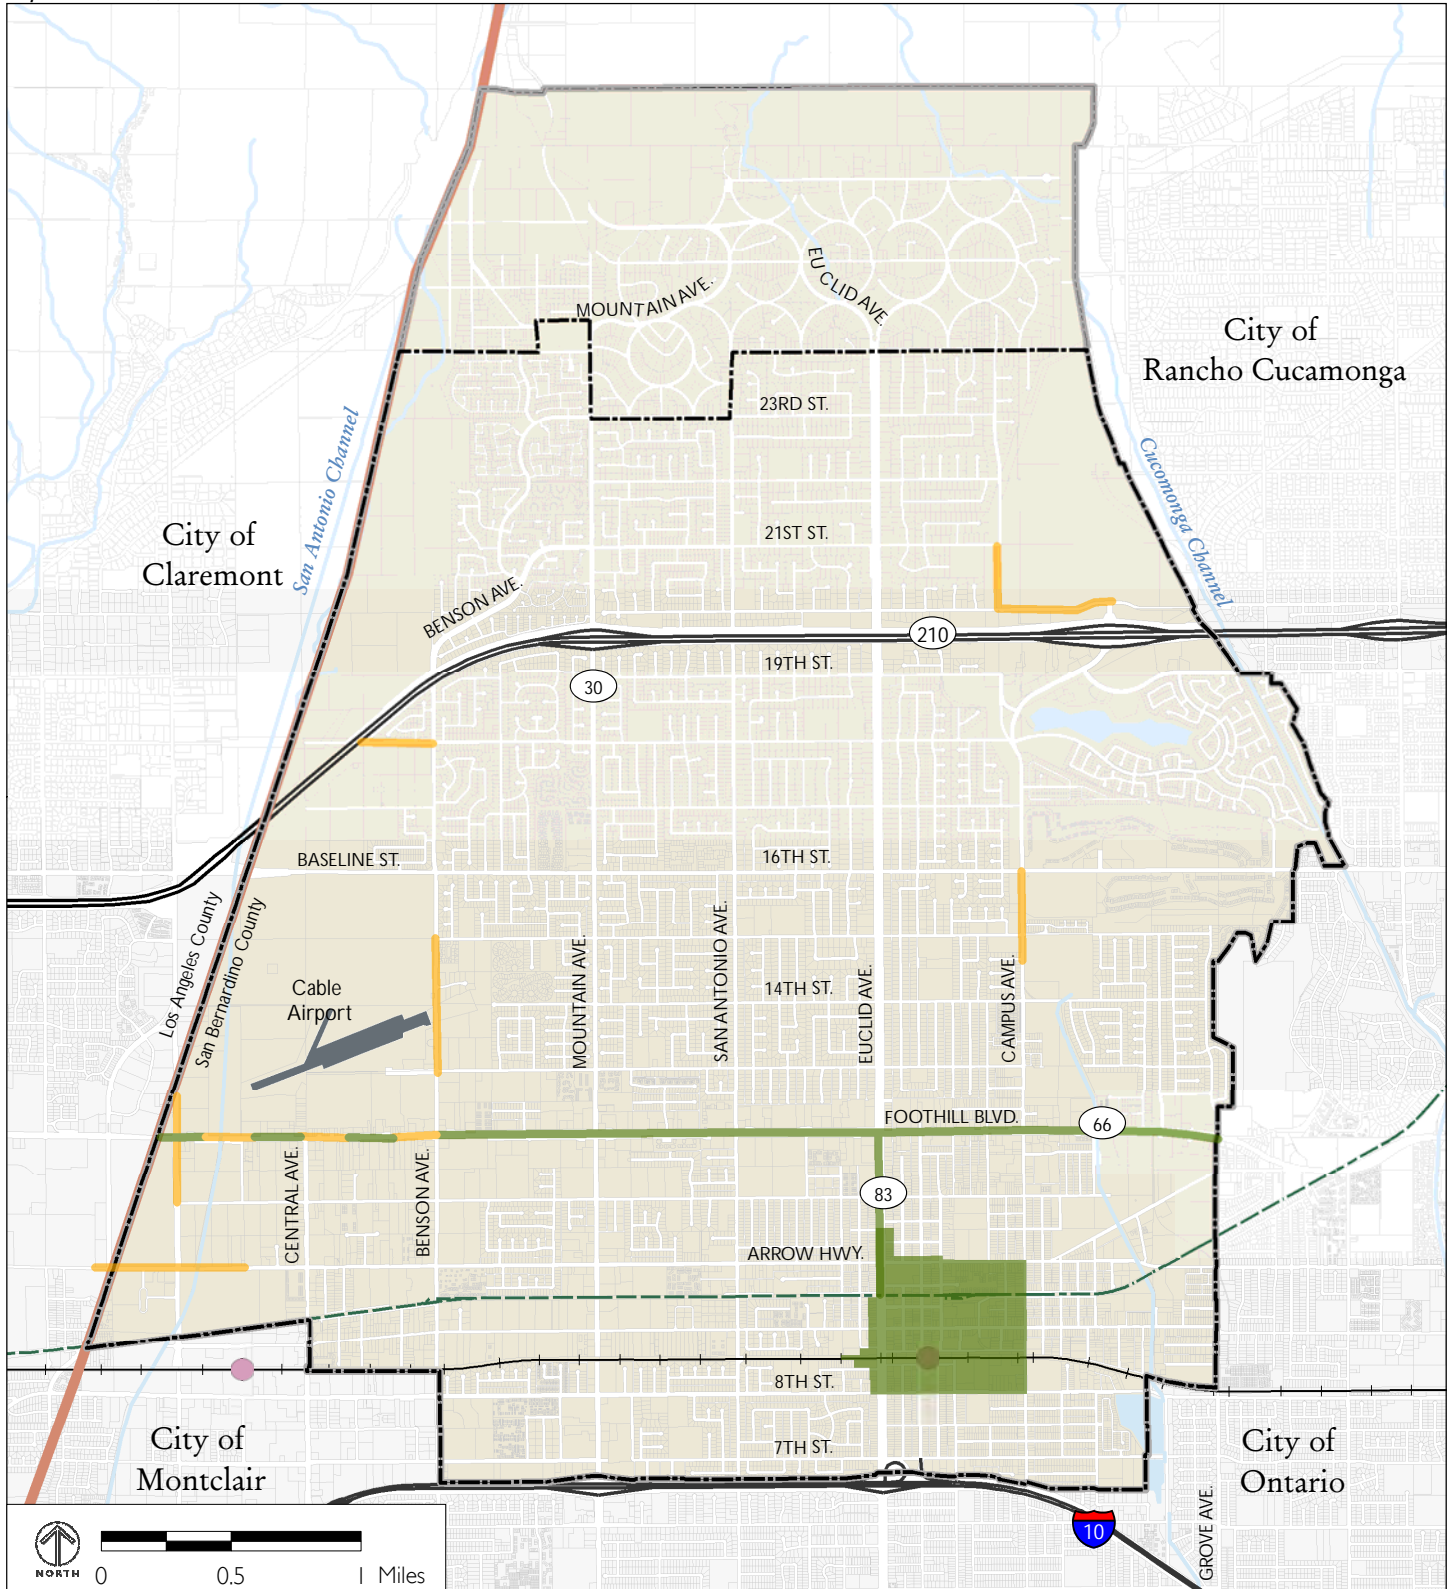 MOUNTAIN AVE.
EUCLID AVE.
City of
Rancho Cucamonga
23RD ST.
San Antonio Channel
Cucomonga Channel
City of
Claremont
21ST ST.
BENSON AVE.
210
19TH ST.
30
BASELINE ST.
16TH ST.
Los Angeles County
San Bernardino County
Cable
Airport
MOUNTAIN AVE.
SAN ANTONIO AVE.
14TH ST.
EUCLID AVE.
CAMPUS AVE.
FOOTHILL BLVD.
66
CENTRAL AVE.
BENSON AVE.
83
ARROW HWY.
8TH ST.
City of
Montclair
7TH ST.
City of
Ontario
GROVE AVE.
10
NORTH
0 0.5 1 Miles